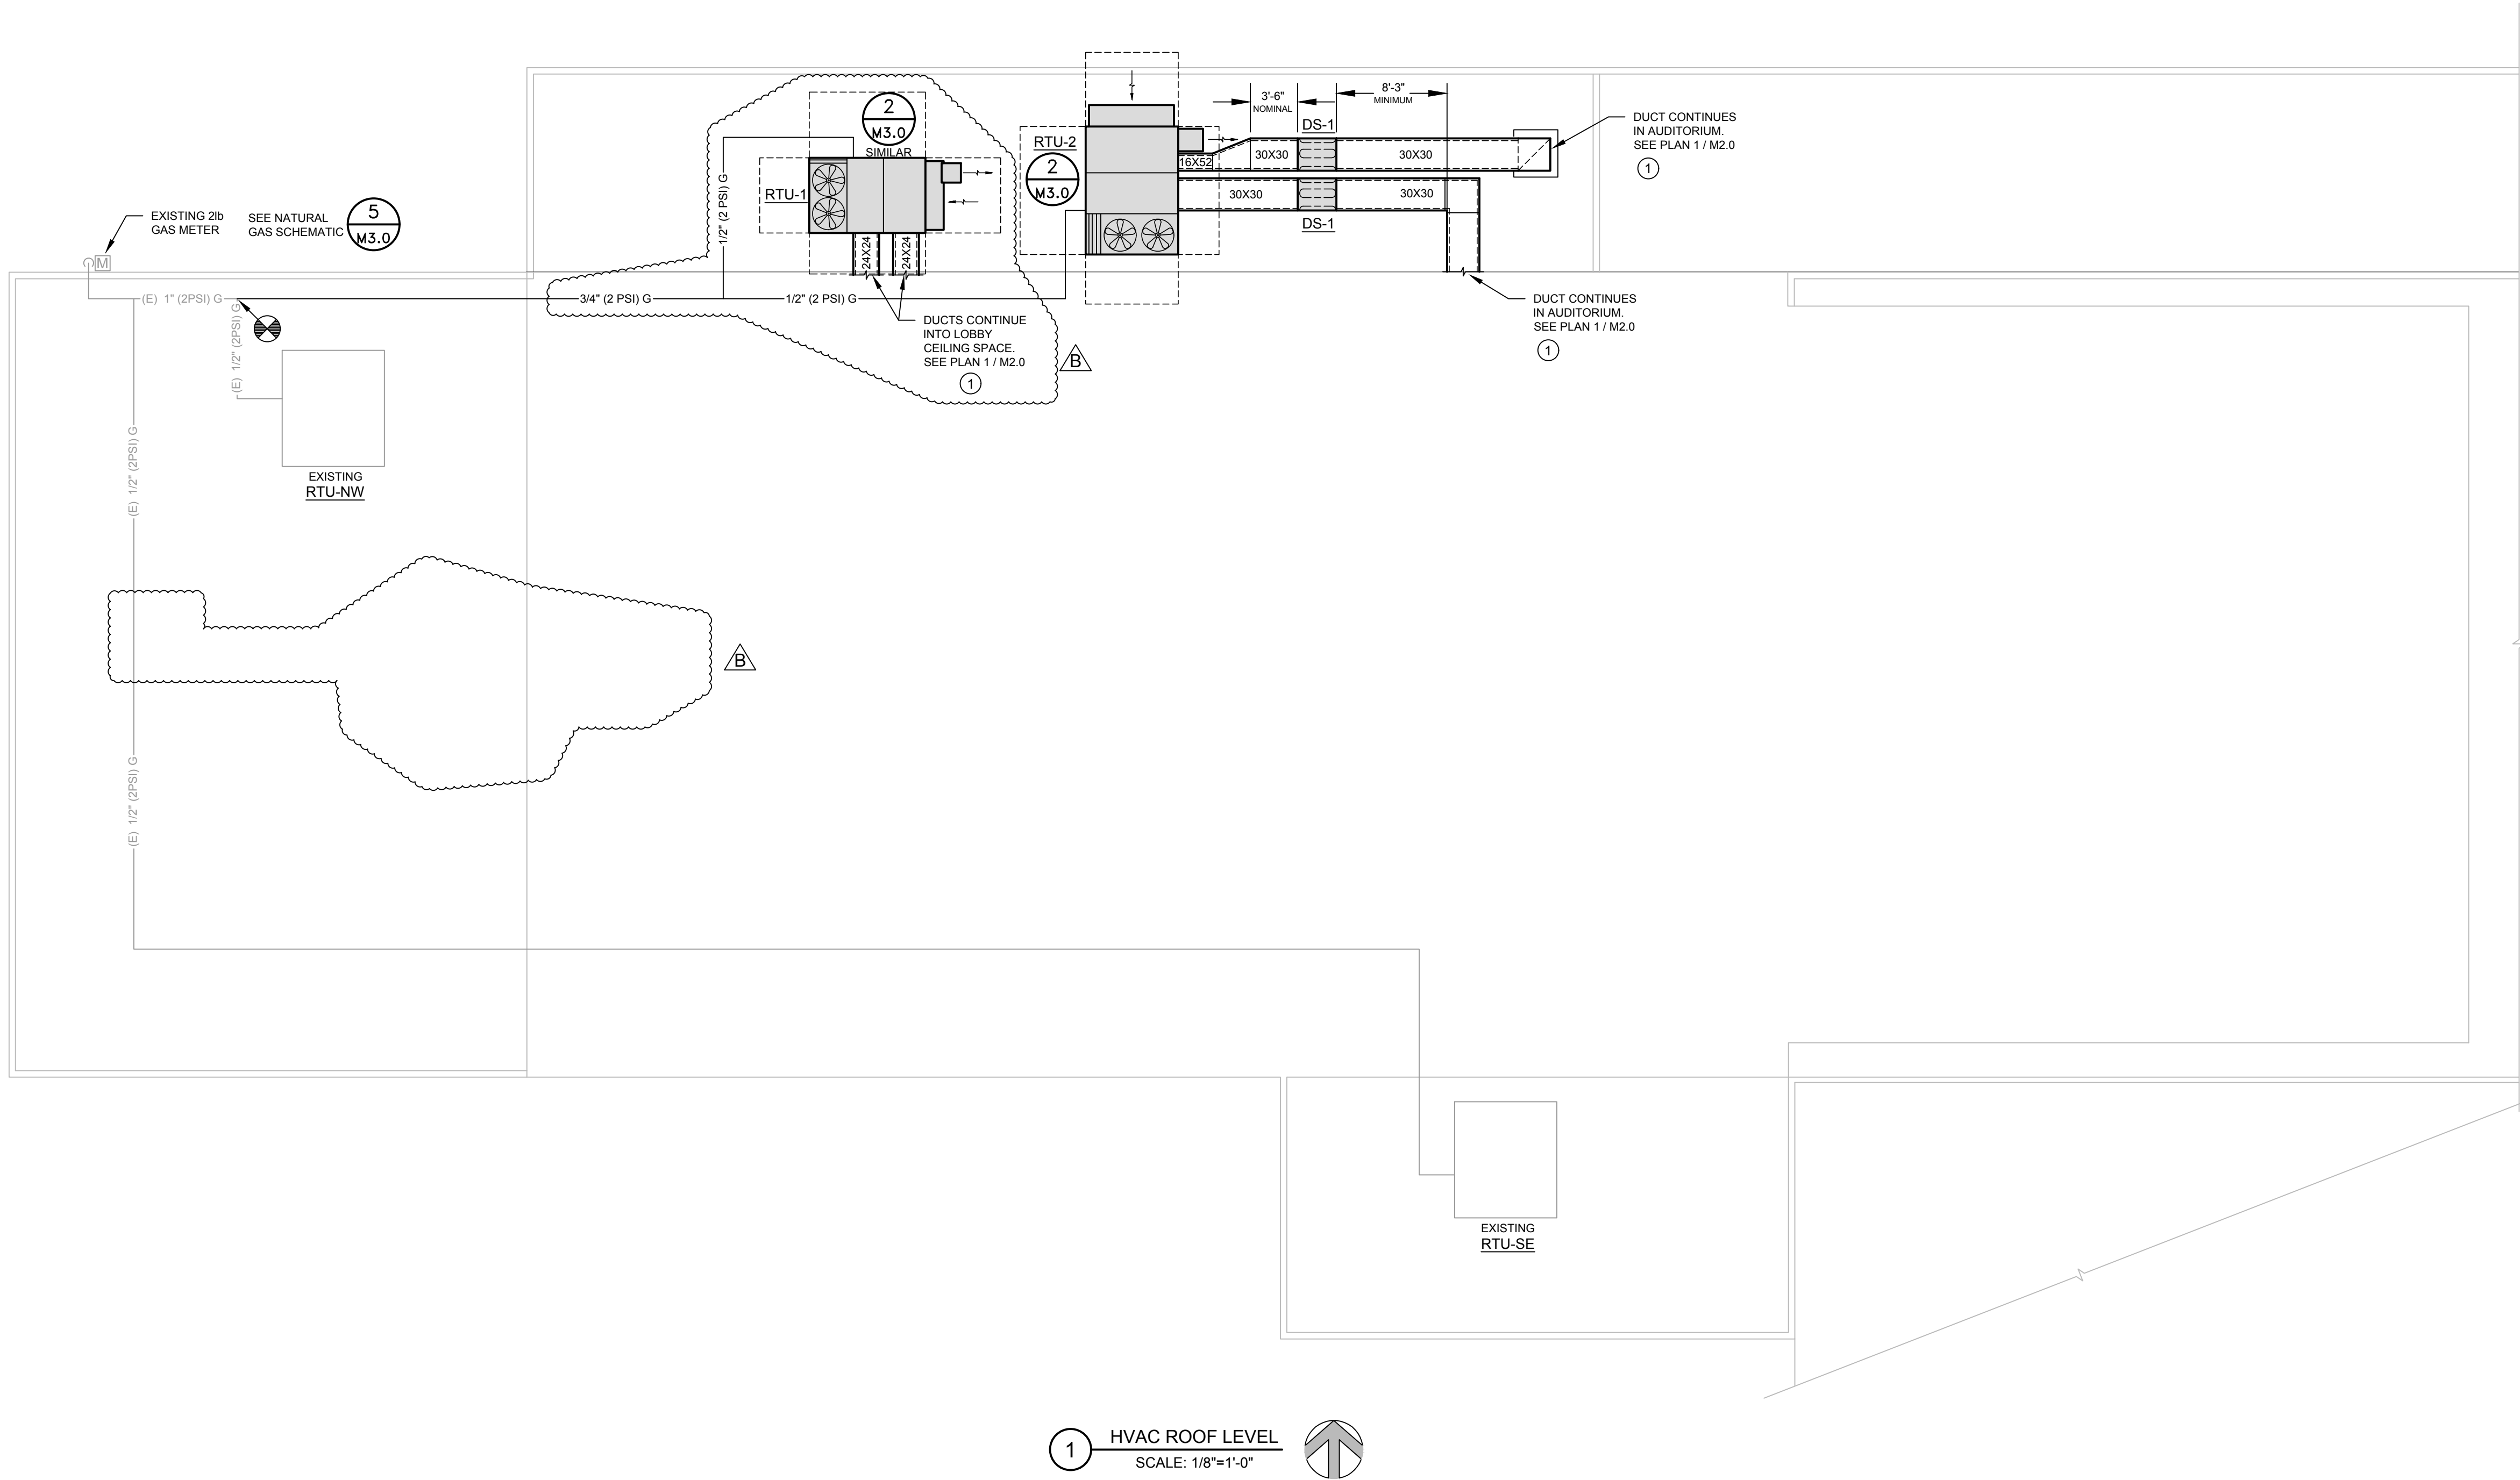 2
M3.0
SIMILAR
RTU-1
24X24
24X24
1/2" (2 PSI) G
RTU-2
2
M3.0
16X52
3'-6"
NOMINAL
8'-3"
MINIMUM
DS-1
30X30
30X30
30X30
30X30
DS-1
DUCT CONTINUES
IN AUDITORIUM.
SEE PLAN 1 / M2.0
1
EXISTING 2lb
GAS METER
SEE NATURAL
GAS SCHEMATIC
5
M3.0
M
(E) 1" (2PSI) G
3/4" (2 PSI) G
1/2" (2 PSI) G
(E) 1/2" (2PSI) G
DUCTS CONTINUE
INTO LOBBY
CEILING SPACE.
SEE PLAN 1 / M2.0
1
B
DUCT CONTINUES
IN AUDITORIUM.
SEE PLAN 1 / M2.0
1
EXISTING
RTU-NW
(E) 1/2" (2PSI) G
B
(E) 1/2" (2PSI) G
EXISTING
RTU-SE
1
HVAC ROOF LEVEL
SCALE: 1/8"=1'-0"